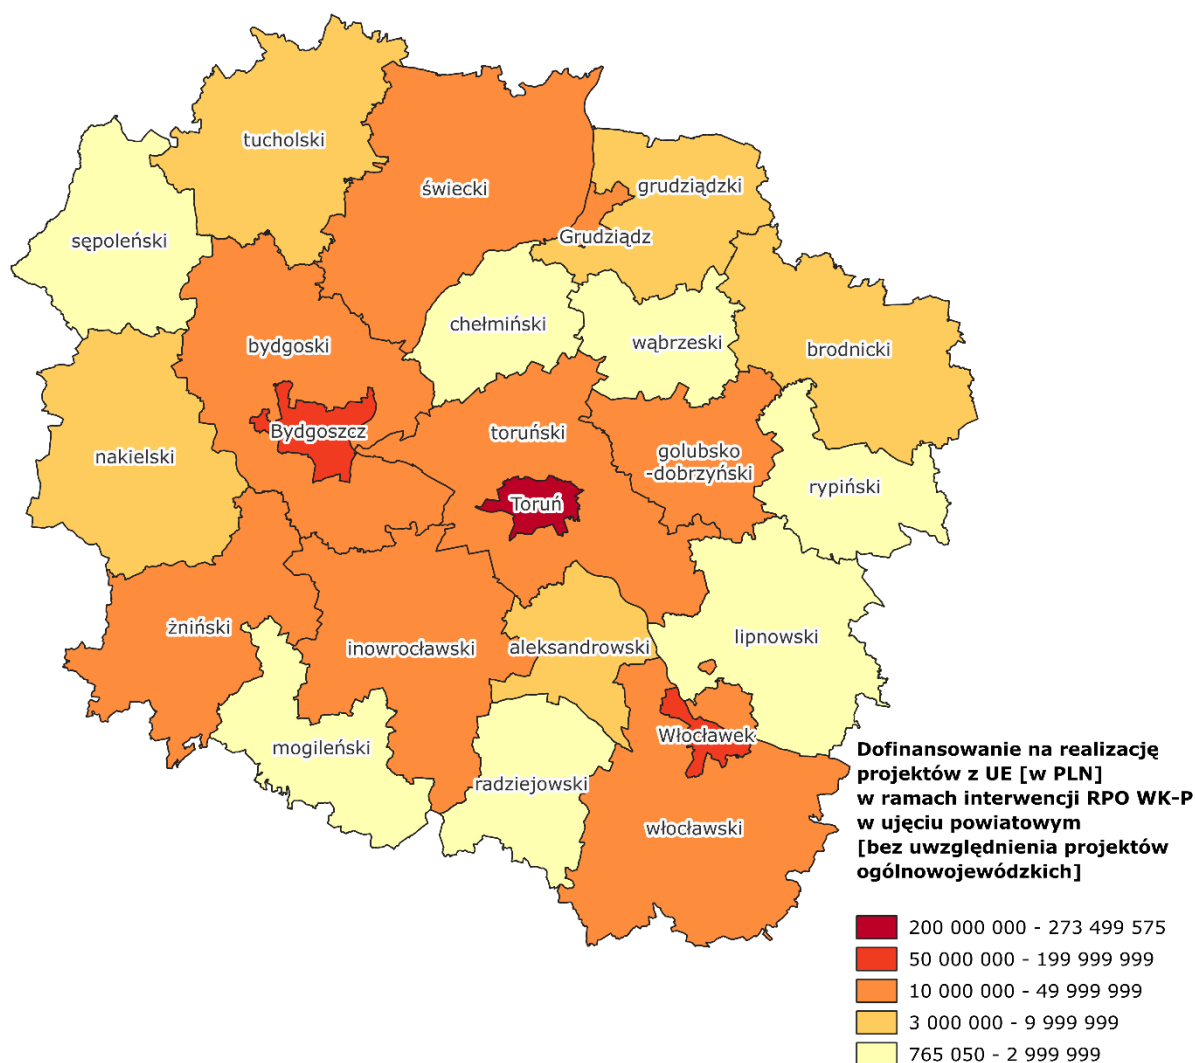 tucholski
świecki
grudziądzki
Grudziądz
sępoleński
chełmiński
wąbrzeski
bydgoski
brodnicki
Bydgoszcz
toruński
nakielski
golubsko
-dobrzyński
rypiński
Toruń
żniński
inowrocławski
aleksandrowski
lipnowski
mogileński
Włocławek
radziejowski
włocławski
Dofinansowanie na realizację
projektów z UE [w PLN]
w ramach interwencji RPO WK-P
w ujęciu powiatowym
[bez uwzględnienia projektów
ogólnowojewódzkich]
200 000 000 - 273 499 575
50 000 000 - 199 999 999
10 000 000 - 49 999 999
3 000 000 - 9 999 999
765 050 - 2 999 999